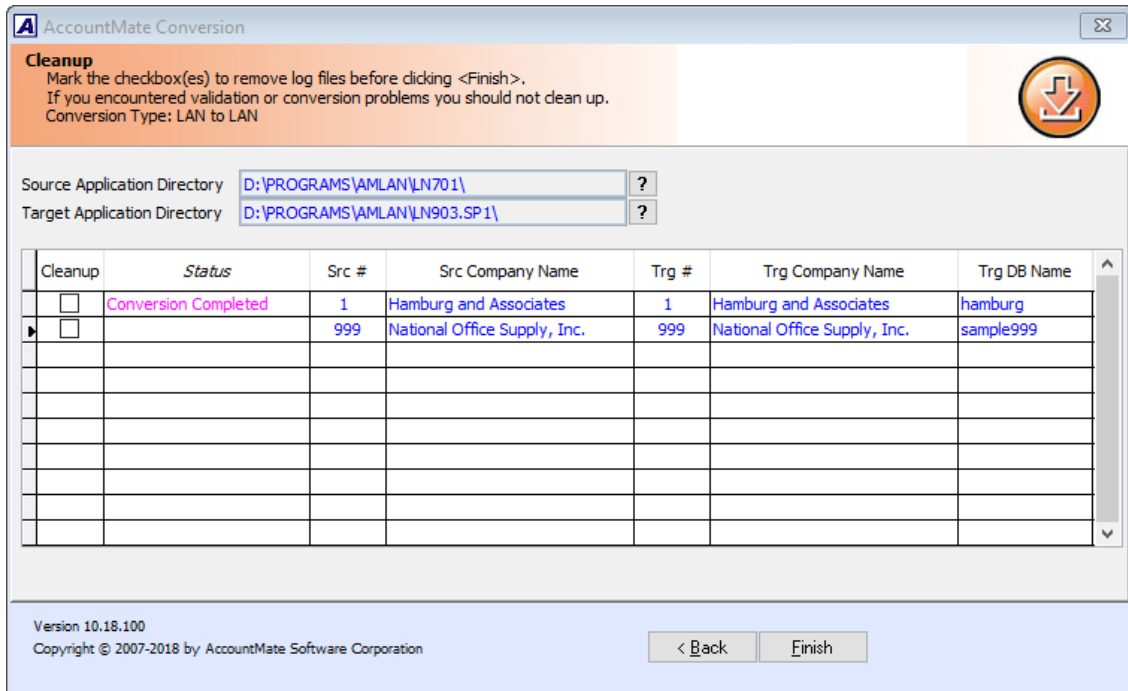 AccountMate Conversion
Cleanup
Mark the checkbox(es) to remove log files before clicking <Finish>.
If you encountered validation or conversion problems you should not clean up.
Conversion Type: LAN to LAN
Source Application Directory D:\PROGRAMS\AMLAN\LN701\ ?
Target Application Directory D:\PROGRAMS\AMLAN\LN903.SP1\ ?
Cleanup Status Src # Src Company Name Trg # Trg Company Name Trg DB Name
Conversion Completed 1 Hamburg and Associates 1 Hamburg and Associates hamburg
999 National Office Supply, Inc. 999 National Office Supply, Inc. sample999
Version 10.18.100
Copyright © 2007-2018 by AccountMate Software Corporation
< Back Finish